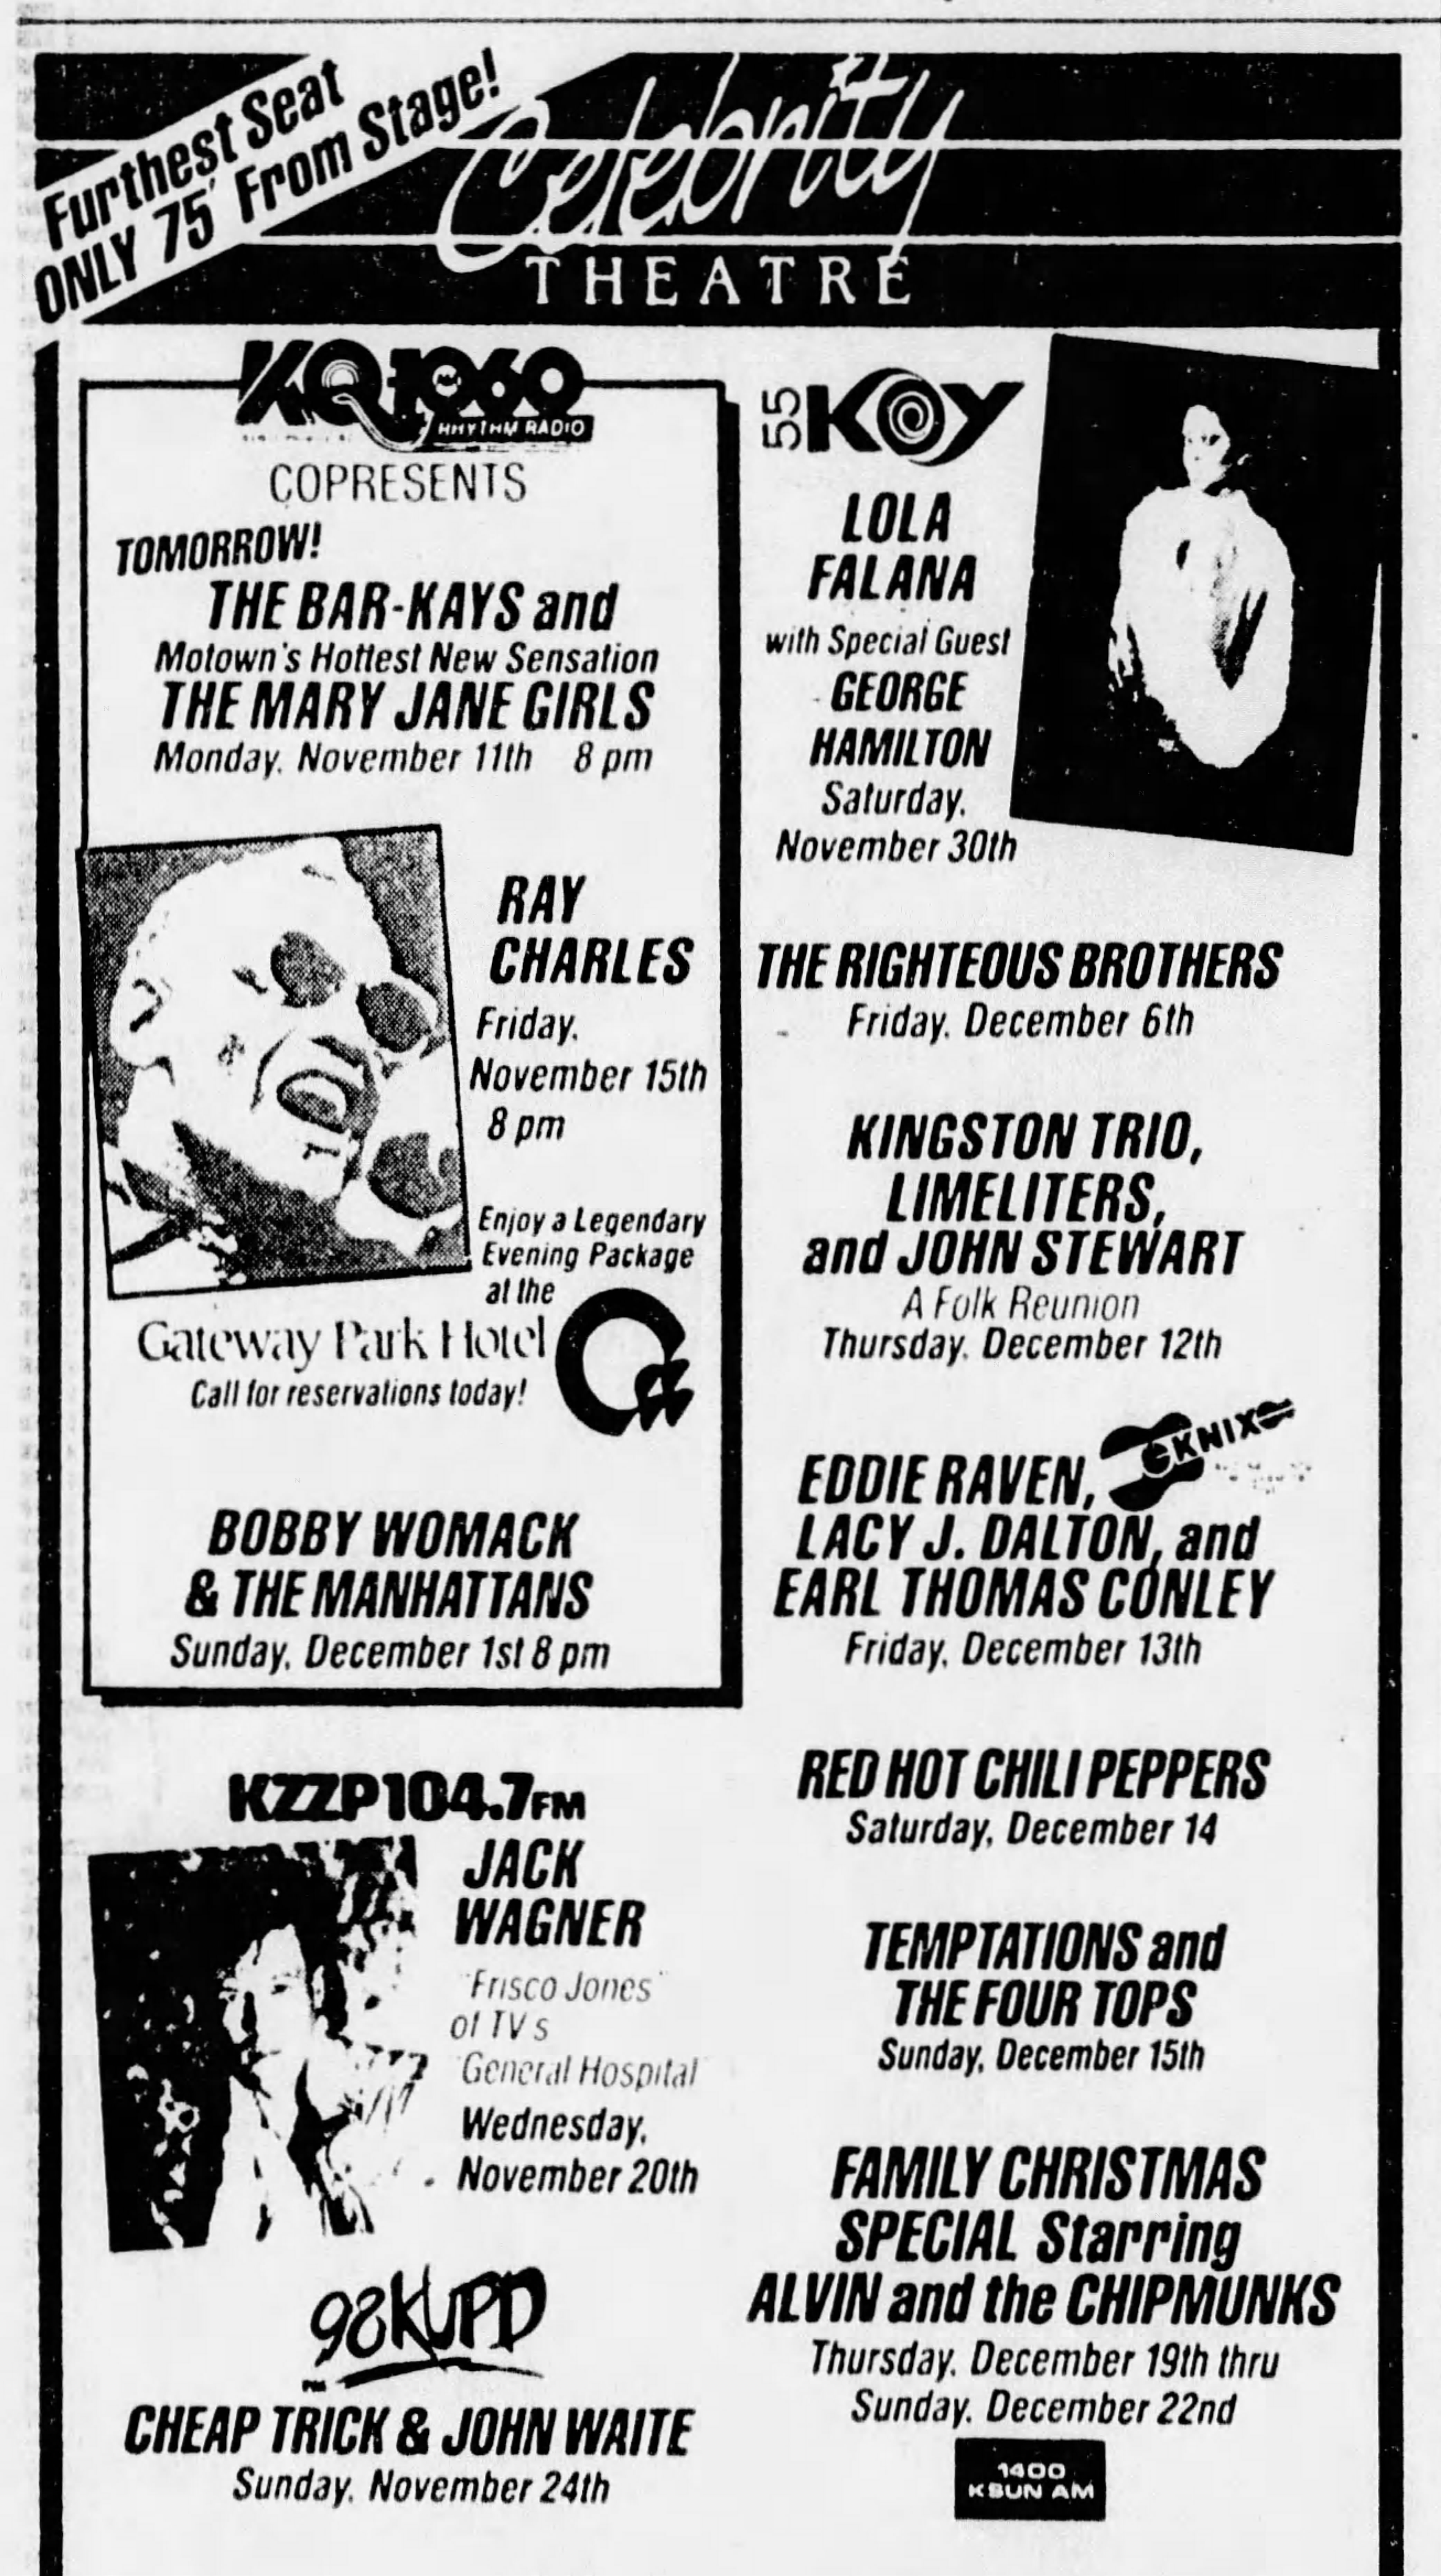 Furthest Seat
ONLY 75' From Stage!
Celebrity
THEATRE
KQ 1060
AM
RHYTHM RADIO
COPRESENTS
TOMORROW!
THE BAR-KAYS and
Motown's Hottest New Sensation
THE MARY JANE GIRLS
Monday, November 11th 8 pm
RAY
CHARLES
Friday,
November 15th
8 pm
Enjoy a Legendary
Evening Package
at the
Gateway Park Hotel
Call for reservations today!
BOBBY WOMACK
& THE MANHATTANS
Sunday, December 1st 8 pm
KZZP 104.7 FM
JACK
WAGNER
"Frisco Jones"
of TV's
"General Hospital"
Wednesday,
November 20th
98 KUPD
FM
CHEAP TRICK & JOHN WAITE
Sunday, November 24th
55 KOY
LOLA
FALANA
with Special Guest
GEORGE
HAMILTON
Saturday,
November 30th
THE RIGHTEOUS BROTHERS
Friday, December 6th
KINGSTON TRIO,
LIMELITERS,
and JOHN STEWART
A Folk Reunion
Thursday, December 12th
KNIX
EDDIE RAVEN,
LACY J. DALTON, and
EARL THOMAS CONLEY
Friday, December 13th
RED HOT CHILI PEPPERS
Saturday, December 14
TEMPTATIONS and
THE FOUR TOPS
Sunday, December 15th
FAMILY CHRISTMAS
SPECIAL Starring
ALVIN and the CHIPMUNKS
Thursday, December 19th thru
Sunday, December 22nd
1400
KSUN AM